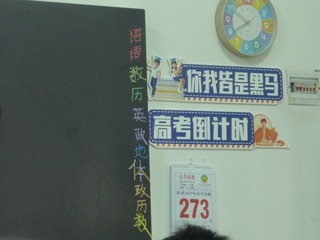 语
语
数
历
英
政
地
体
政
历
数
你我皆是黑马
高考倒计时
273